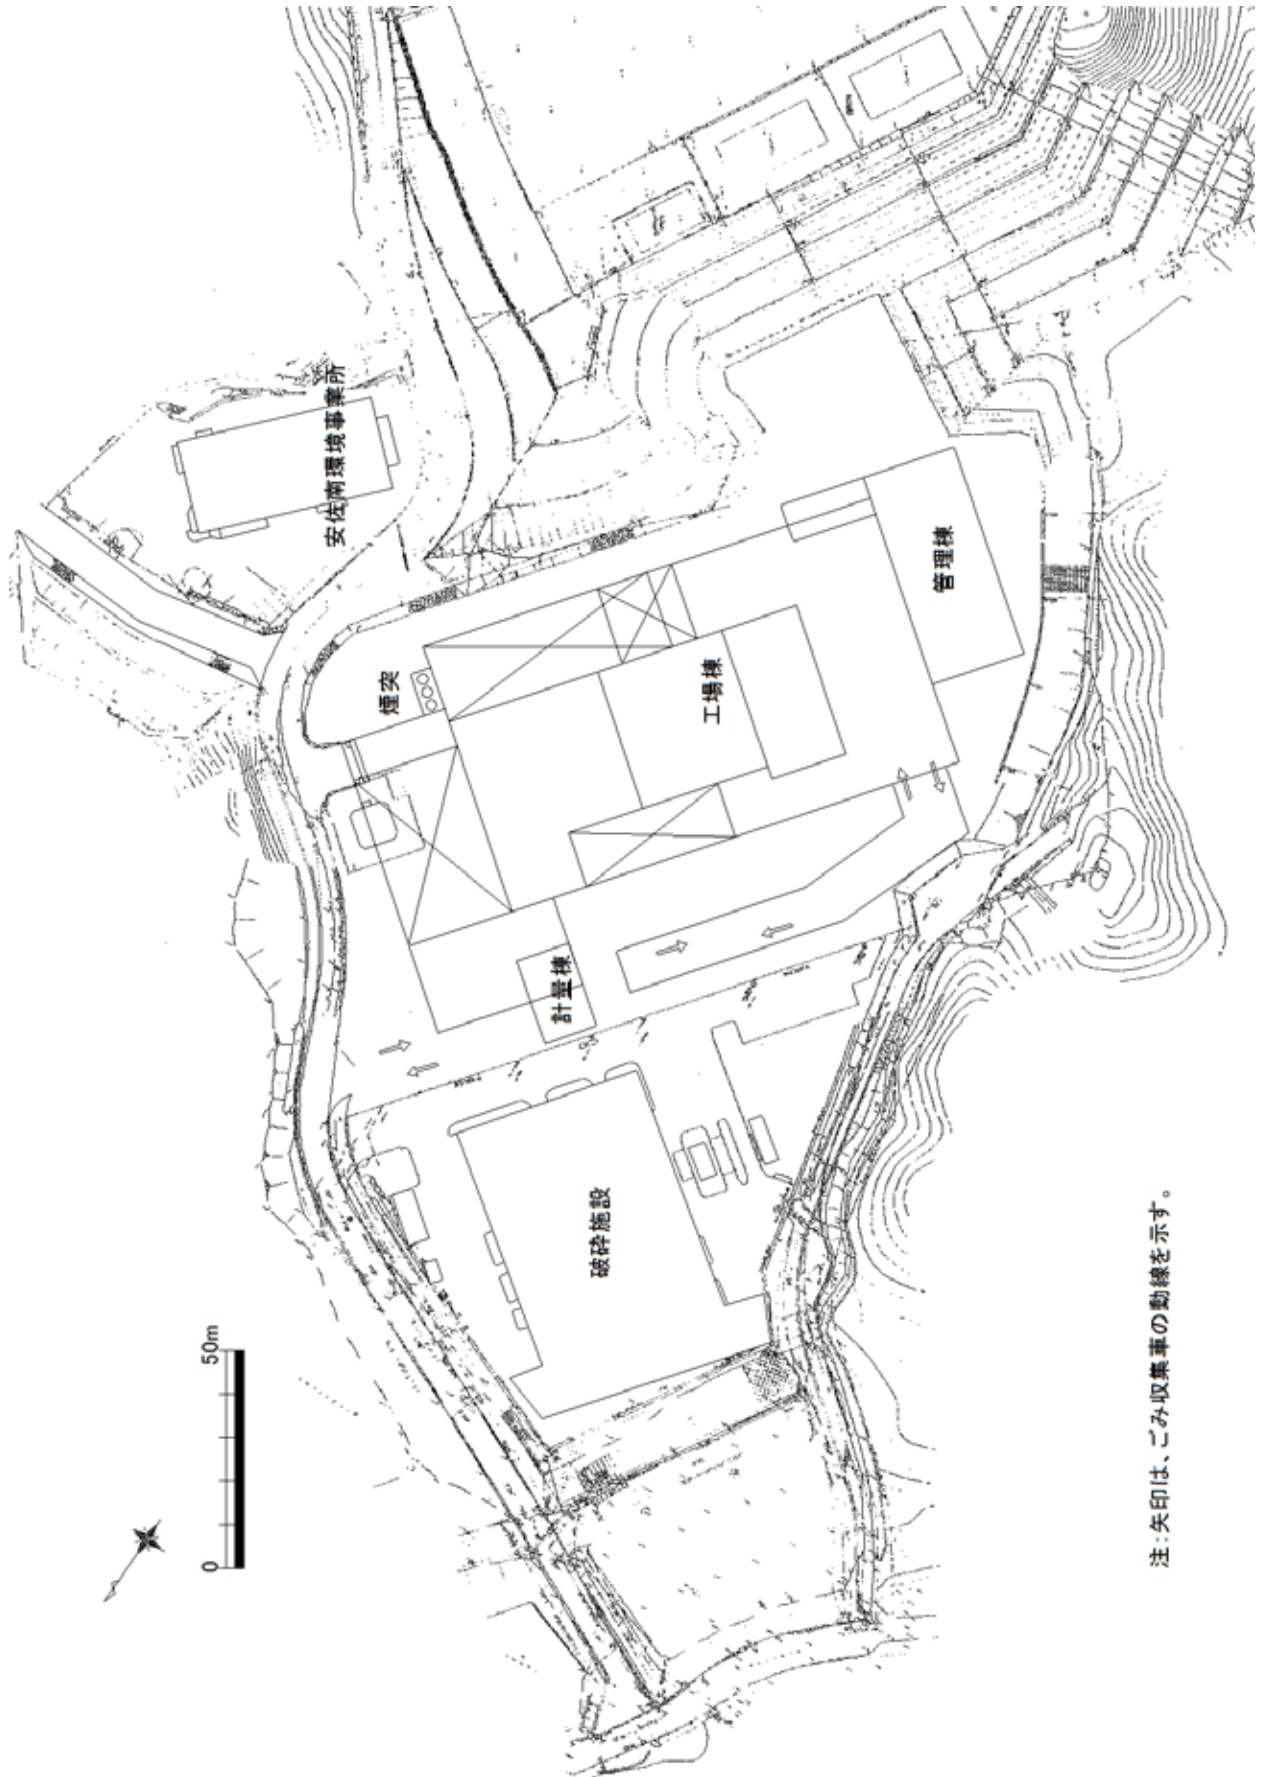 安佐南環境事業所
煙突
工場棟
管理棟
計量棟
破砕施設
0
50m
注：矢印は、ごみ収集車の動線を示す。